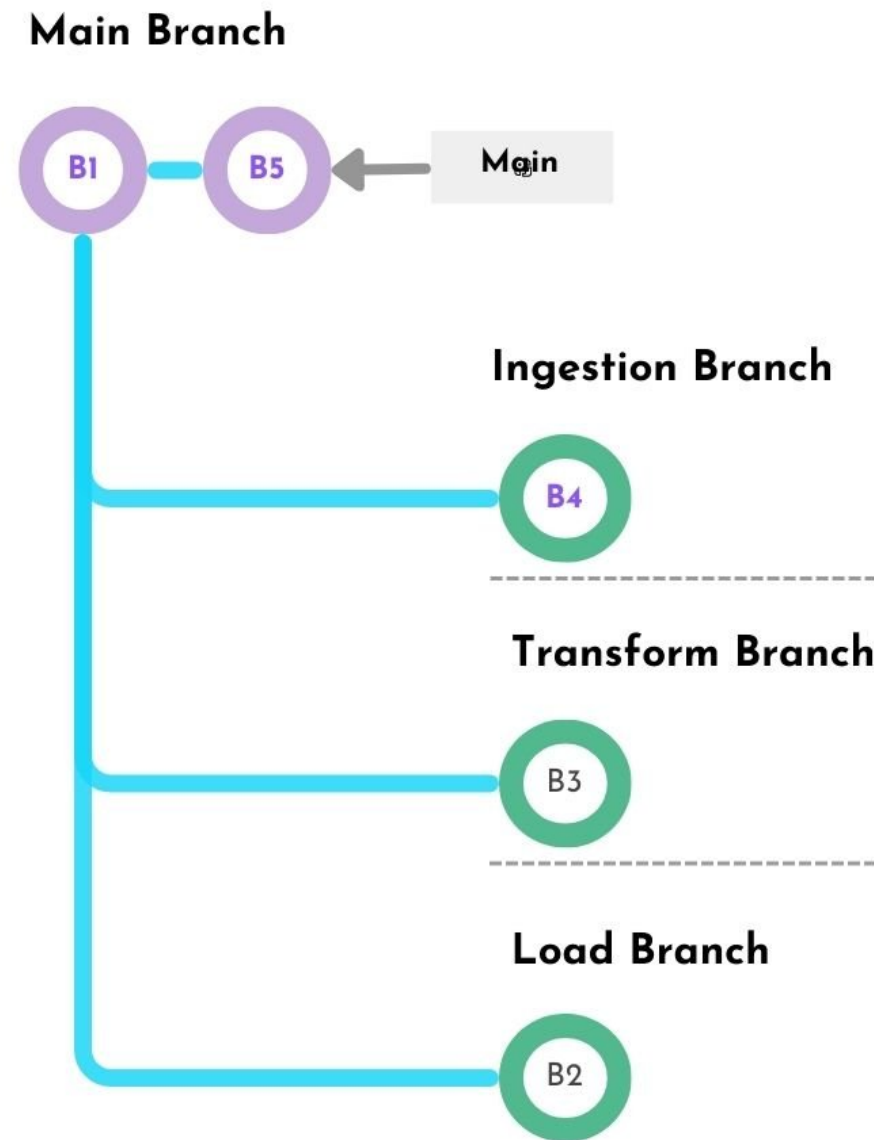 Main Branch
B1
B5
Main
Ingestion Branch
B4
Transform Branch
B3
Load Branch
B2